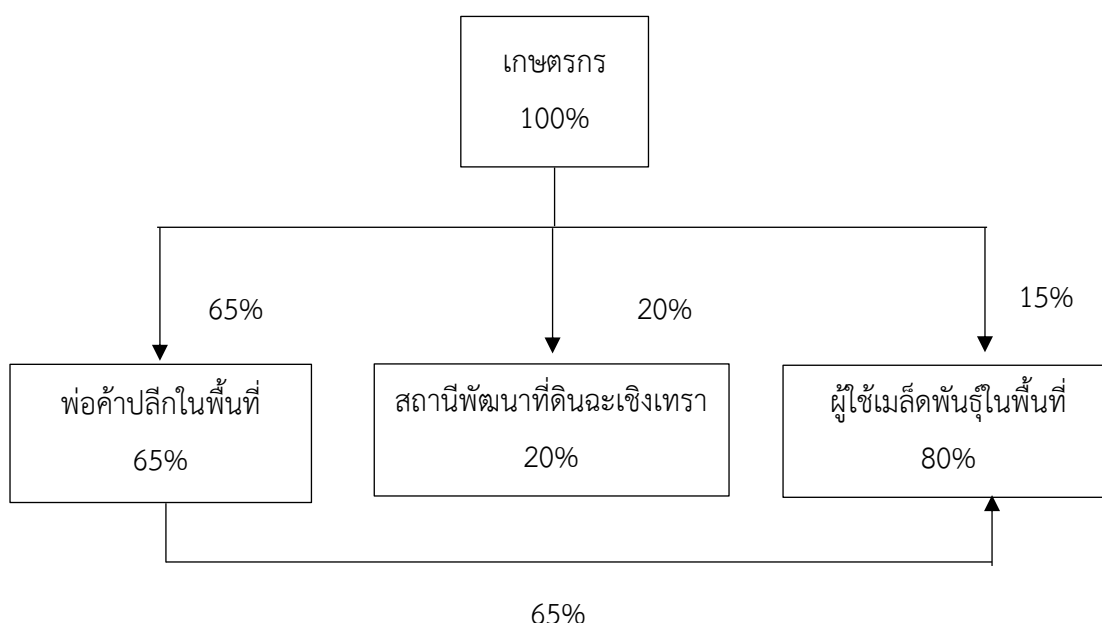 เกษตรกร
100%
65%
20%
15%
พ่อค้าปลีกในพื้นที่
65%
สถานีพัฒนาที่ดินฉะเชิงเทรา
20%
ผู้ใช้เมล็ดพันธุ์ในพื้นที่
80%
65%